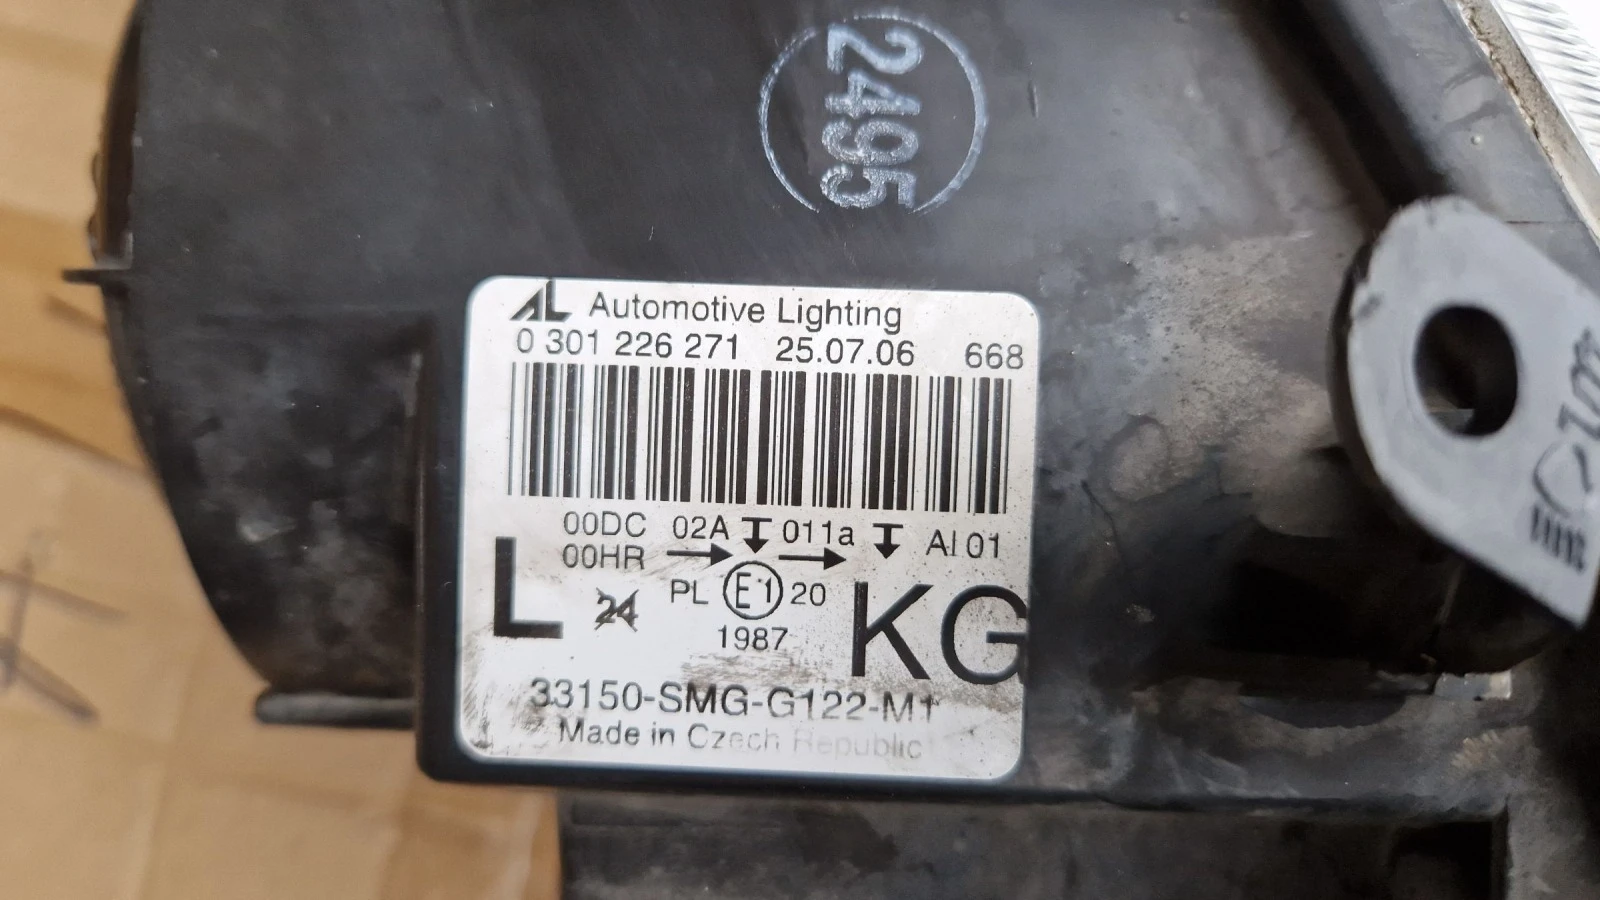 2495
AL Automotive Lighting
0 301 226 271 25.07.06 668
00DC 02A 011a AI 01
00HR
L 24 PL E1 20 KG
1987
33150-SMG-G122-M1
Made in Czech Republic